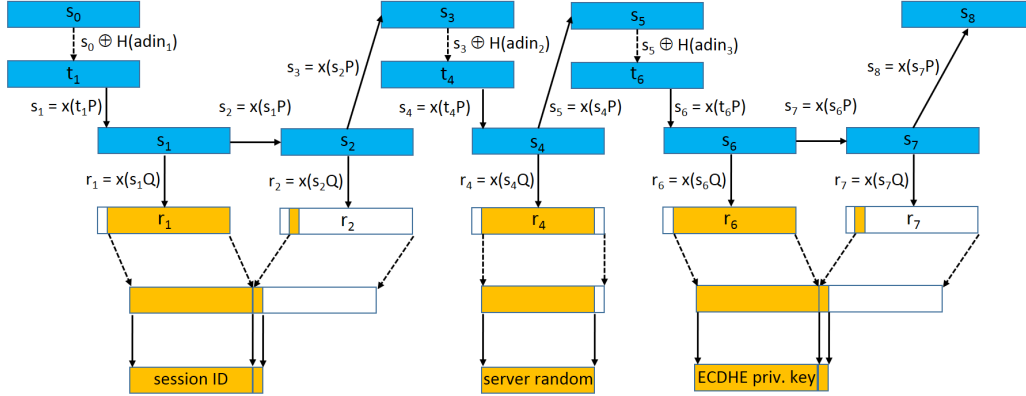 s₀
s₃
s₅
s₈
s₀ ⊕ H(adin₁)
s₃ ⊕ H(adin₂)
s₅ ⊕ H(adin₃)
s₃ = x(s₂P)
s₈ = x(s₇P)
t₁
t₄
t₆
s₁ = x(t₁P)
s₂ = x(s₁P)
s₄ = x(t₄P)
s₅ = x(s₄P)
s₆ = x(t₆P)
s₇ = x(s₆P)
s₁
s₂
s₄
s₆
s₇
r₁ = x(s₁Q)
r₂ = x(s₂Q)
r₄ = x(s₄Q)
r₆ = x(s₆Q)
r₇ = x(s₇Q)
r₁
r₂
r₄
r₆
r₇
session ID
server random
ECDHE priv. key